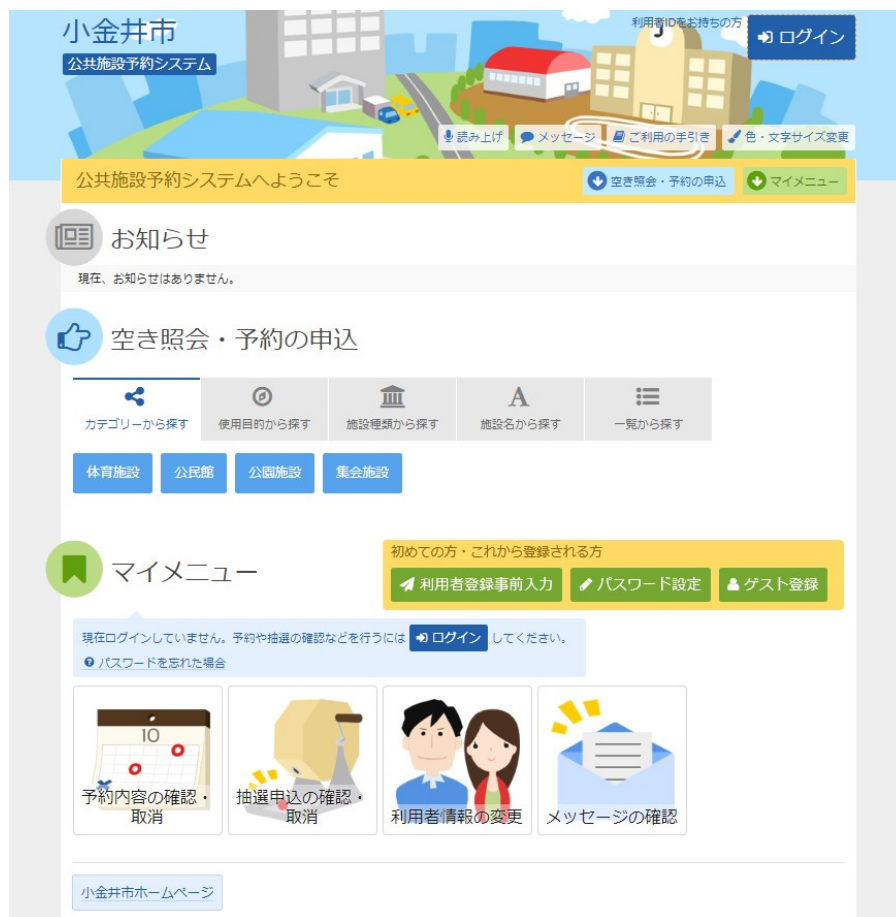 小金井市
公共施設予約システム
利用者IDをお持ちの方
ログイン
読み上げ
メッセージ
ご利用の手引き
色・文字サイズ変更
公共施設予約システムへようこそ
空き照会・予約の申込
マイメニュー
お知らせ
現在、お知らせはありません。
空き照会・予約の申込
カテゴリーから探す
使用目的から探す
施設種類から探す
A
施設名から探す
一覧から探す
体育施設
公民館
公園施設
集会施設
マイメニュー
初めての方・これから登録される方
利用者登録事前入力
パスワード設定
ゲスト登録
現在ログインしていません。予約や抽選の確認などを行うには ログイン してください。
パスワードを忘れた場合
10
予約内容の確認・
取消
抽選申込の確認・
取消
利用者情報の変更
メッセージの確認
小金井市ホームページ